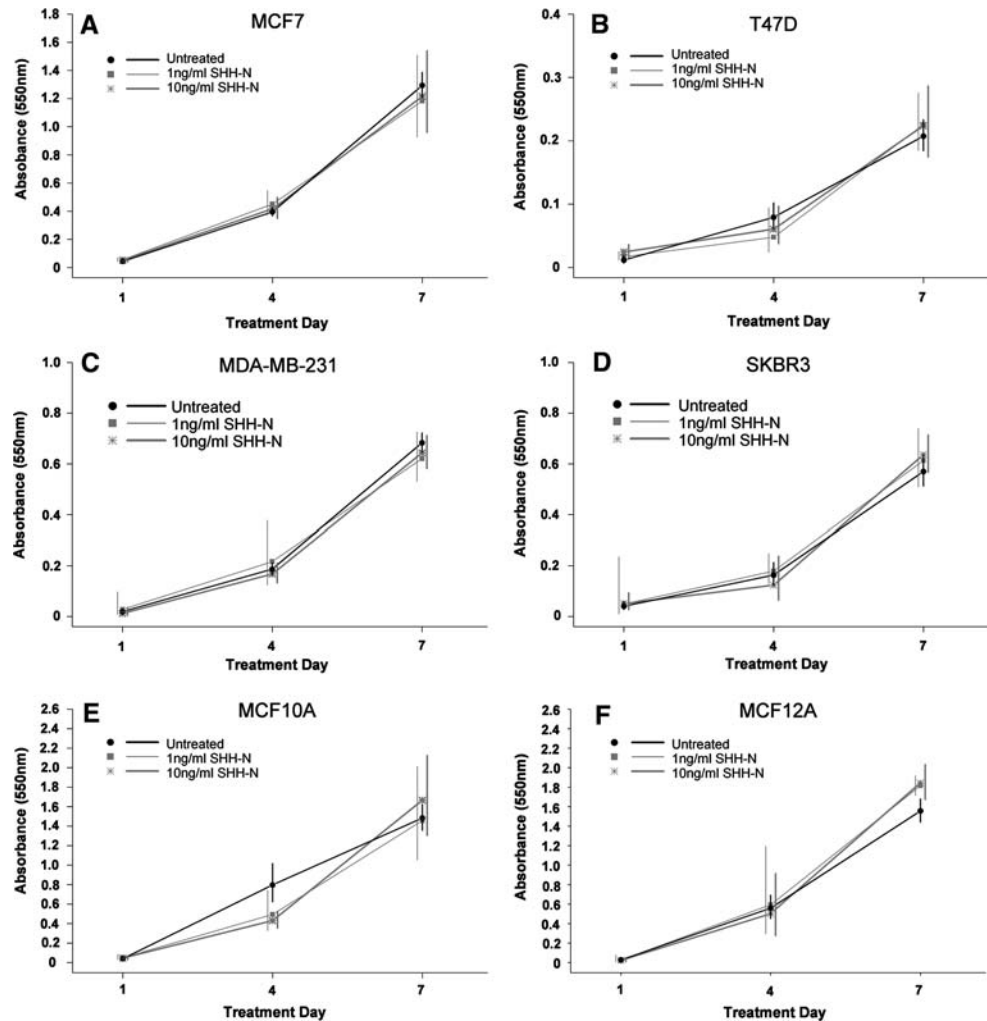 A
MCF7
1.8
1.6
1.4
1.2
1.0
0.8
0.6
0.4
0.2
0
Absobance (550nm)
Untreated
1ng/ml SHH-N
10ng/ml SHH-N
1
4
7
Treatment Day
B
T47D
0.4
0.3
0.2
0.1
0
Absorbance (550nm)
Untreated
1ng/ml SHH-N
10ng/ml SHH-N
1
4
7
Treatment Day
C
MDA-MB-231
1.0
0.8
0.6
0.4
0.2
0
Absorbance (550nm)
Untreated
1ng/ml SHH-N
10ng/ml SHH-N
1
4
7
Treatment Day
D
SKBR3
1.0
0.8
0.6
0.4
0.2
0
Absorbance (550nm)
Untreated
1ng/ml SHH-N
10ng/ml SHH-N
1
4
7
Treatment Day
E
MCF10A
2.6
2.4
2.2
2.0
1.8
1.6
1.4
1.2
1.0
0.8
0.6
0.4
0.2
0
Absorbance (550nm)
Untreated
1ng/ml SHH-N
10ng/ml SHH-N
1
4
7
Treatment Day
F
MCF12A
2.6
2.4
2.2
2.0
1.8
1.6
1.4
1.2
1.0
0.8
0.6
0.4
0.2
0
Absorbance (550nm)
Untreated
1ng/ml SHH-N
10ng/ml SHH-N
1
4
7
Treatment Day